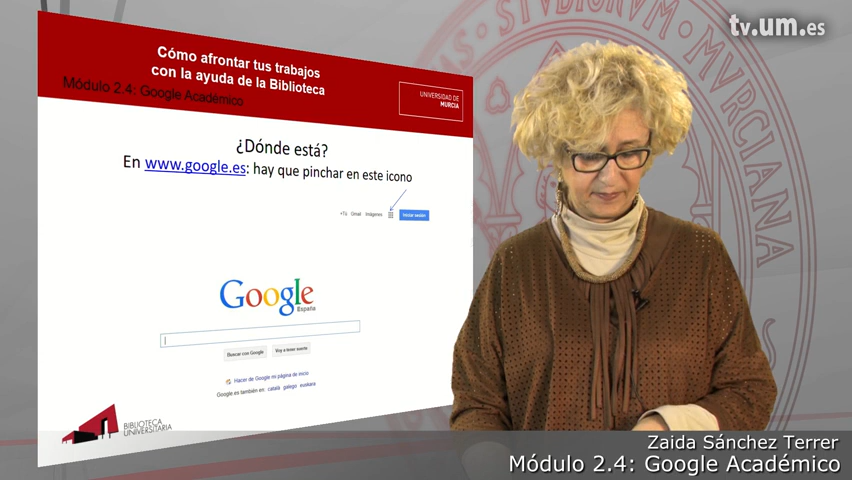 tv.um.es
Cómo afrontar tus trabajos
con la ayuda de la Biblioteca
Módulo 2.4: Google Académico
UNIVERSIDAD DE
MURCIA
¿Dónde está?
En www.google.es: hay que pinchar en este icono
+Tú Gmail Imágenes Iniciar sesión
Google
España
Buscar con Google Voy a tener suerte
Hacer de Google mi página de inicio
Google.es también en: català galego euskara
BIBLIOTECA
UNIVERSITARIA
MVRCIANA
Zaida Sánchez Terrer
Módulo 2.4: Google Académico